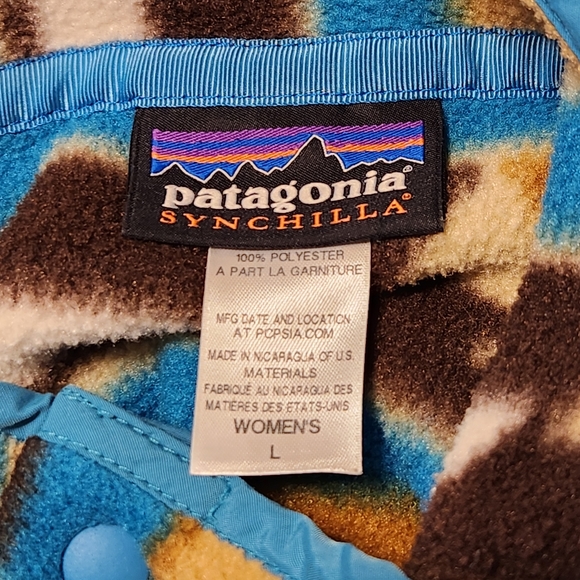 patagonia®
SYNCHILLA®
100% POLYESTER
A PART LA GARNITURE
MFG DATE AND LOCATION
AT PCPSIA.COM
MADE IN NICARAGUA OF U.S.
MATERIALS
FABRIQUÉ AU NICARAGUA DES
MATIÈRES DES ETATS-UNIS
WOMEN'S
L